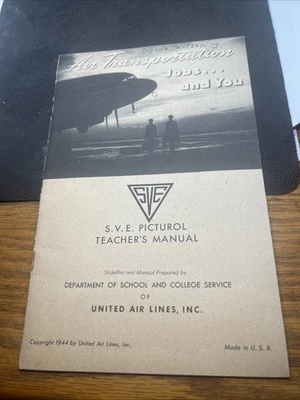 Air Transportation
Jobs...
and You
SVE
S.V.E. PICTUROL
TEACHER'S MANUAL
Slidefilm and Manual Prepared by
DEPARTMENT OF SCHOOL AND COLLEGE SERVICE
OF
UNITED AIR LINES, INC.
Copyright 1944 by United Air Lines, Inc.
Made in U. S. A.